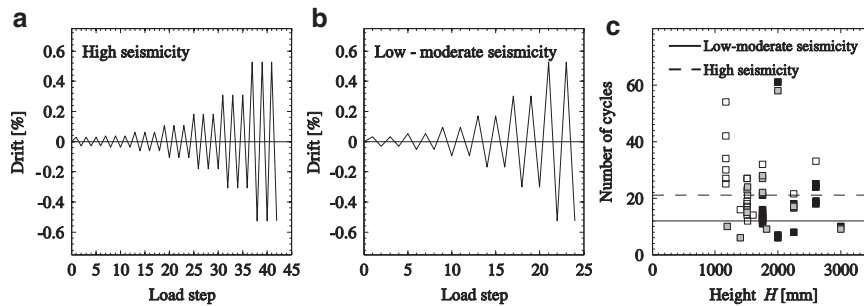 a
High seismicity
Drift [%]
0.6
0.4
0.2
0
-0.2
-0.4
-0.6
0 5 10 15 20 25 30 35 40 45
Load step
b
Low - moderate seismicity
Drift [%]
0.6
0.4
0.2
0
-0.2
-0.4
-0.6
0 5 10 15 20 25
Load step
c
Low-moderate seismicity
High seismicity
Number of cycles
80
60
40
20
0
0 1000 2000 3000
Height H [mm]